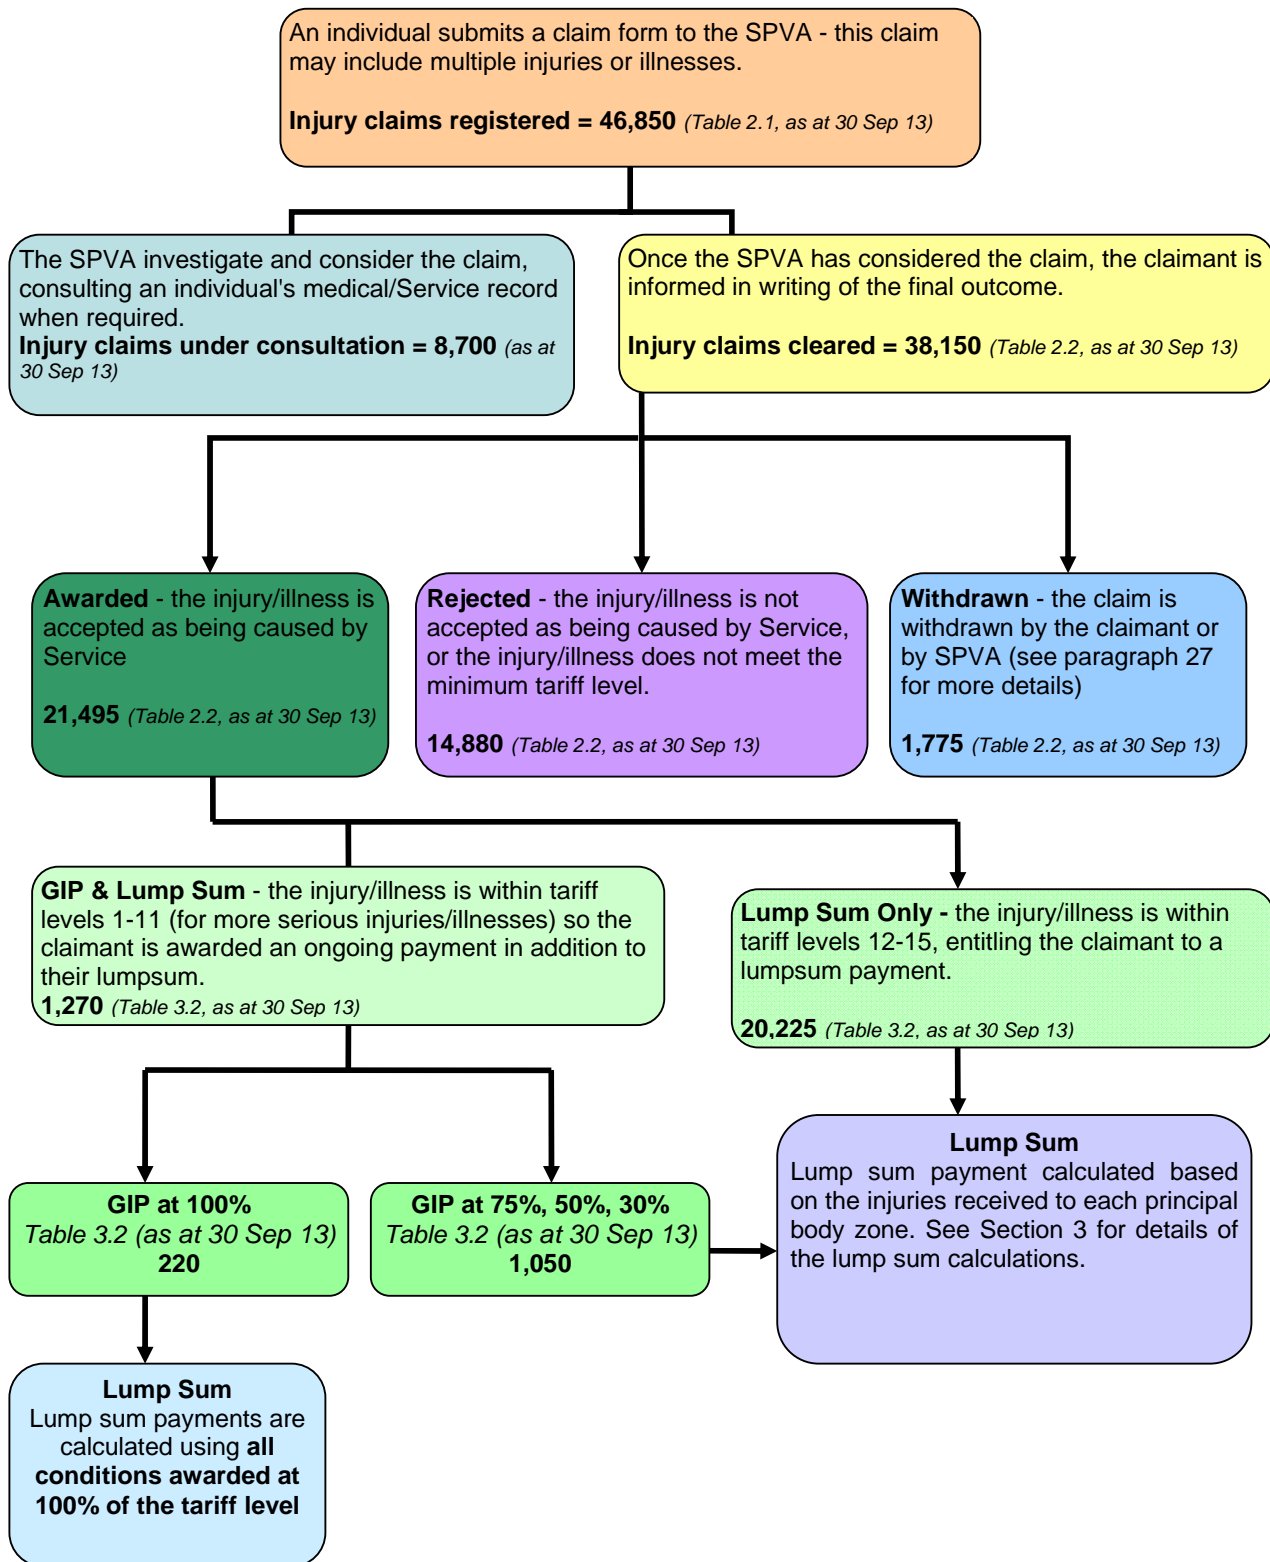 An individual submits a claim form to the SPVA - this claim
may include multiple injuries or illnesses.
Injury claims registered = 46,850 (Table 2.1, as at 30 Sep 13)
The SPVA investigate and consider the claim,
consulting an individual's medical/Service record
when required.
Injury claims under consultation = 8,700 (as at
30 Sep 13)
Once the SPVA has considered the claim, the claimant is
informed in writing of the final outcome.
Injury claims cleared = 38,150 (Table 2.2, as at 30 Sep 13)
Awarded - the injury/illness is
accepted as being caused by
Service
21,495 (Table 2.2, as at 30 Sep 13)
Rejected - the injury/illness is not
accepted as being caused by Service,
or the injury/illness does not meet the
minimum tariff level.
14,880 (Table 2.2, as at 30 Sep 13)
Withdrawn - the claim is
withdrawn by the claimant or
by SPVA (see paragraph 27
for more details)
1,775 (Table 2.2, as at 30 Sep 13)
GIP & Lump Sum - the injury/illness is within tariff
levels 1-11 (for more serious injuries/illnesses) so the
claimant is awarded an ongoing payment in addition to
their lumpsum.
1,270 (Table 3.2, as at 30 Sep 13)
Lump Sum Only - the injury/illness is within
tariff levels 12-15, entitling the claimant to a
lumpsum payment.
20,225 (Table 3.2, as at 30 Sep 13)
GIP at 100%
Table 3.2 (as at 30 Sep 13)
220
GIP at 75%, 50%, 30%
Table 3.2 (as at 30 Sep 13)
1,050
Lump Sum
Lump sum payment calculated based
on the injuries received to each principal
body zone. See Section 3 for details of
the lump sum calculations.
Lump Sum
Lump sum payments are
calculated using all
conditions awarded at
100% of the tariff level